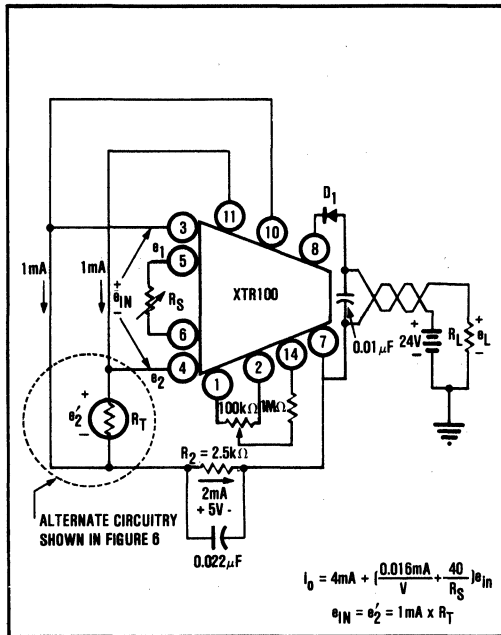 11
10
D1
3
8
e1
5
1mA
1mA
+
eIN
-
RS
XTR100
6
0.01μF
+
24V
-
RL
+
eL
-
e2
4
7
14
2
1
100kΩ
1MΩ
+
e'2
-
RT
R2 = 2.5kΩ
2mA
+ 5V -
ALTERNATE CIRCUITRY
SHOWN IN FIGURE 6
0.022μF
io = 4mA + (0.016mA/V + 40/RS)ein
eIN = e'2 = 1mA x RT